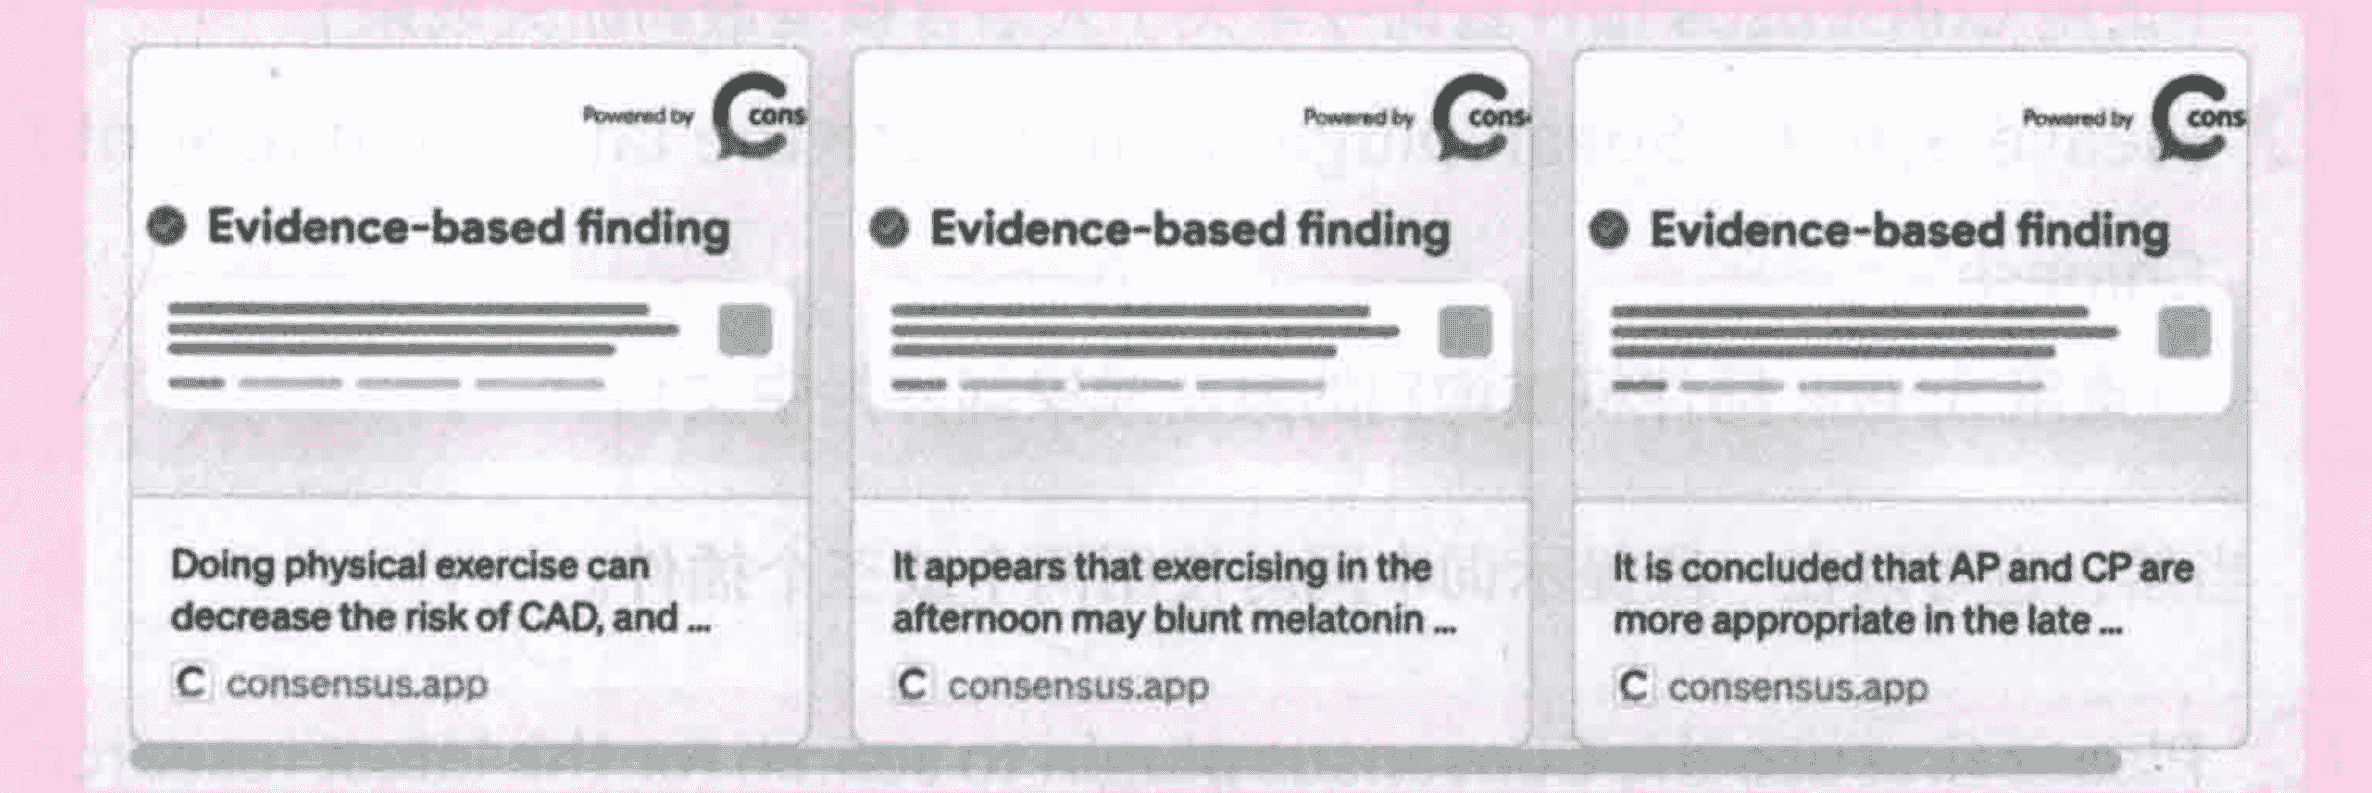 Powered by cons
Evidence-based finding
Doing physical exercise can
decrease the risk of CAD, and ...
C consensus.app
Powered by cons
Evidence-based finding
It appears that exercising in the
afternoon may blunt melatonin ...
C consensus.app
Powered by cons
Evidence-based finding
It is concluded that AP and CP are
more appropriate in the late ...
C consensus.app